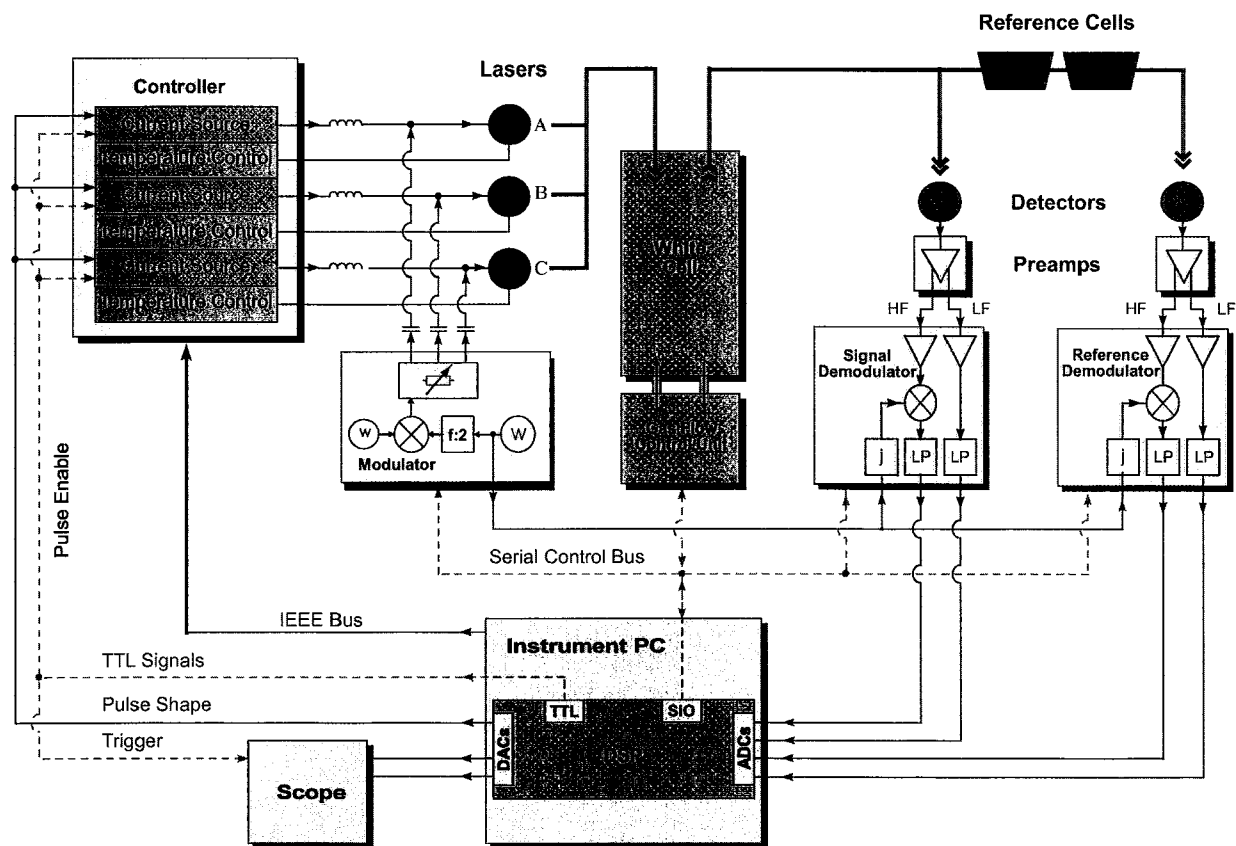 Reference Cells
Controller
Lasers
Current Source
A
Temperature Control
Current Source
B
Detectors
Temperature Control
White
Cell
Current Source
C
Preamps
Temperature Control
HF
LF
HF
LF
Signal
Demodulator
Reference
Demodulator
W
f:2
W
Modulator
Control Unit
j
LP
LP
j
LP
LP
Pulse Enable
Serial Control Bus
IEEE Bus
Instrument PC
TTL Signals
Pulse Shape
TTL
SIO
Trigger
DACs
ADCs
Scope